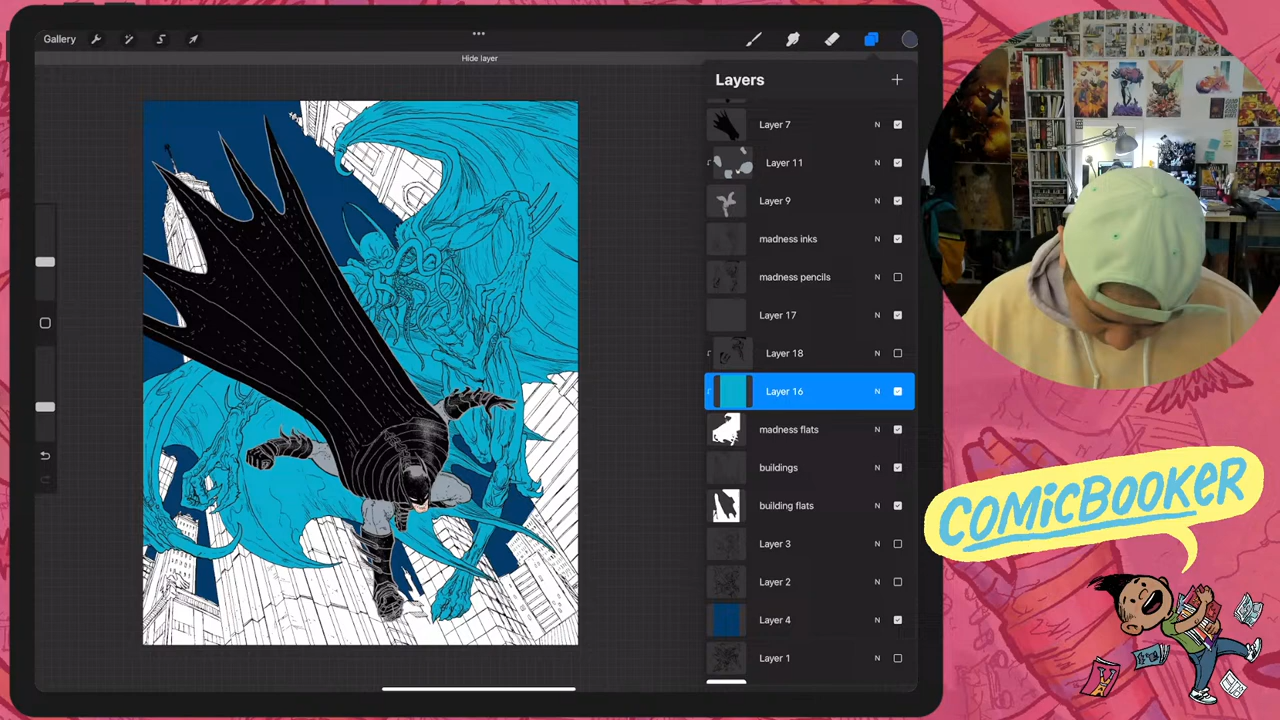 Gallery
Hide layer
Layers
Layer 7
N
Layer 11
N
Layer 9
N
madness inks
N
madness pencils
N
Layer 17
N
Layer 18
N
Layer 16
N
madness flats
N
buildings
N
building flats
N
Layer 3
N
Layer 2
N
Layer 4
N
Layer 1
N
COMICBOOKER